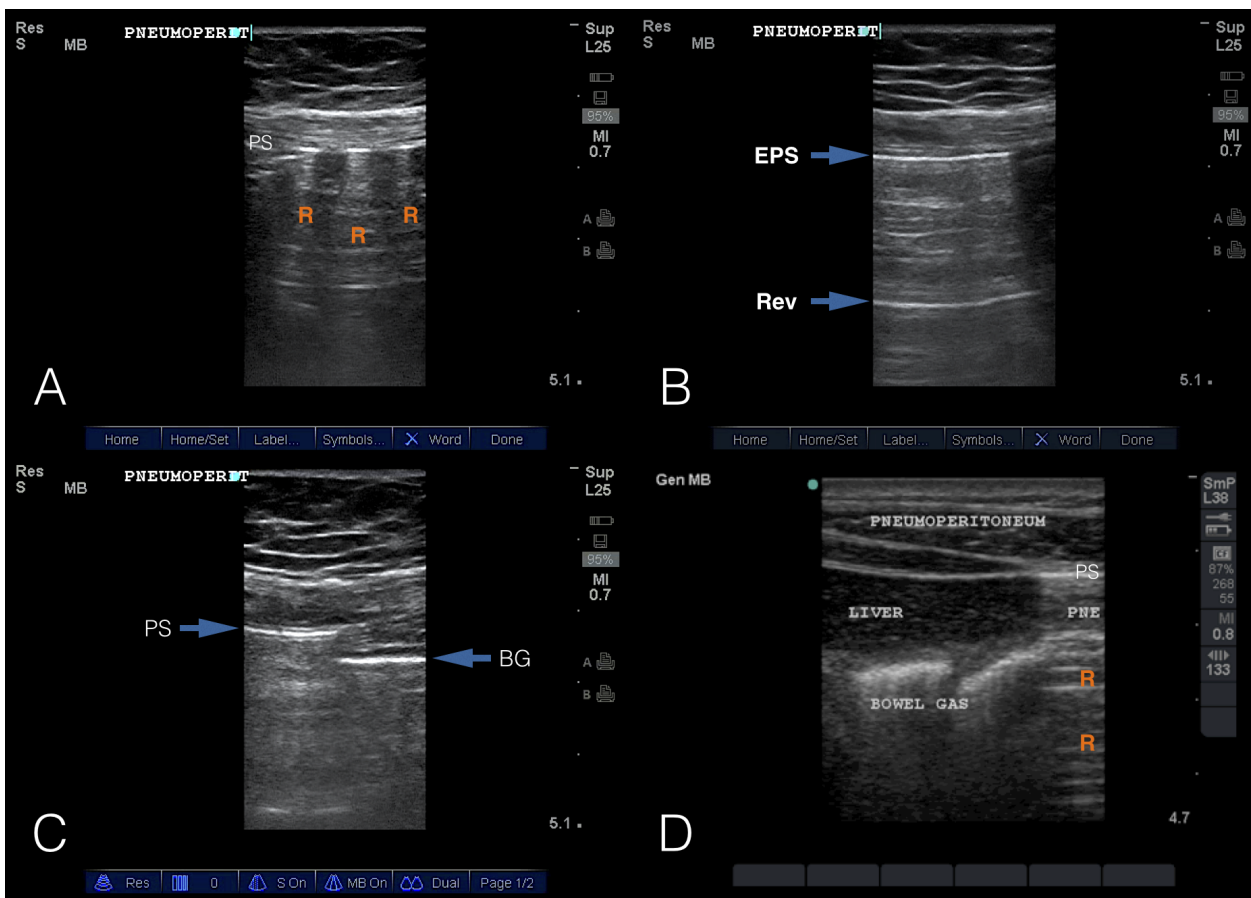 Res
S MB
PNEUMOPERIT
Sup
L25
95%
MI
0.7
PS
R R
R
A
B
5.1
A
Home Home/Set Label... Symbols... X Word Done
Res
S MB
PNEUMOPERIT
Sup
L25
95%
MI
0.7
EPS
Rev
A
B
5.1
B
Home Home/Set Label... Symbols... X Word Done
Res
S MB
PNEUMOPERIT
Sup
L25
95%
MI
0.7
PS
BG
A
B
5.1
C
Res 0 S On MB On Dual Page 1/2
Gen MB
SmP
L38
PNEUMOPERITONEUM
CF
87%
268
55
PS
LIVER PNE
MI
0.8
133
R
BOWEL GAS
R
4.7
D